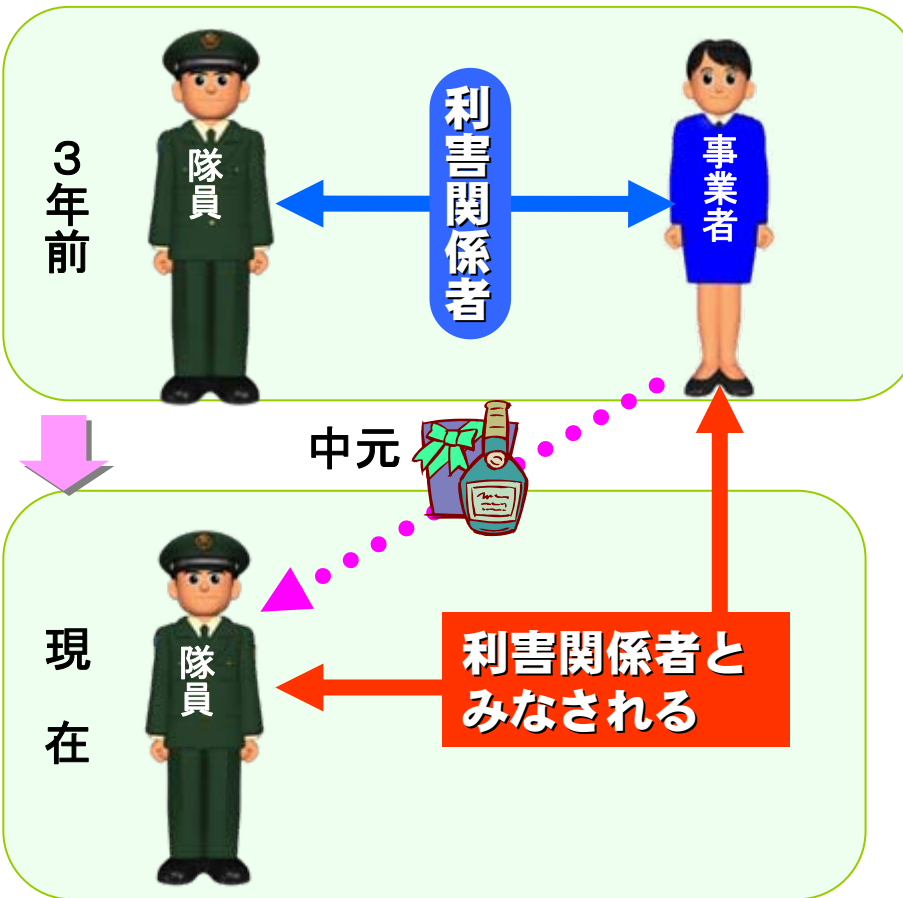 3年前
隊員
利害関係者
事業者
中元
現在
隊員
利害関係者と
みなされる